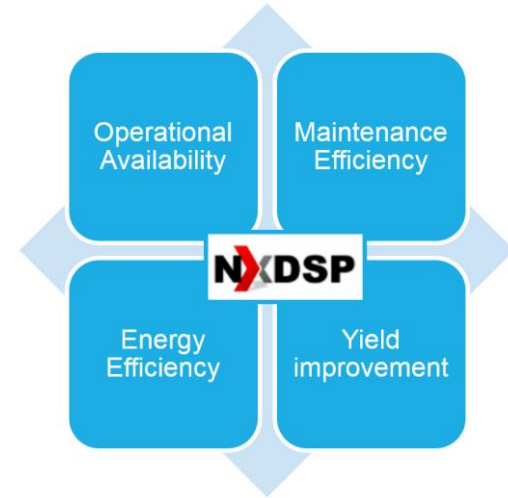 Operational
Availability
Maintenance
Efficiency
NXDSP
Energy
Efficiency
Yield
improvement